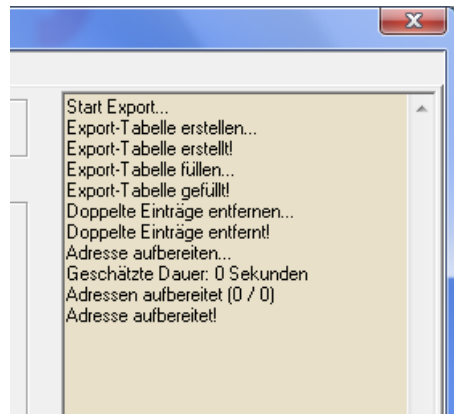 Start Export...
Export-Tabelle erstellen...
Export-Tabelle erstellt!
Export-Tabelle füllen...
Export-Tabelle gefüllt!
Doppelte Einträge entfernen...
Doppelte Einträge entfernt!
Adresse aufbereiten...
Geschätzte Dauer: 0 Sekunden
Adressen aufbereitet (0 / 0)
Adresse aufbereitet!